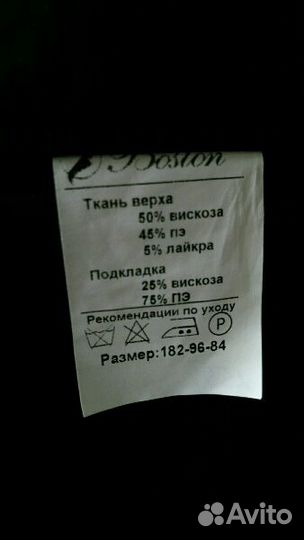 Boston
Ткань верха
50% вискоза
45% пэ
5% лайкра
Подкладка
25% вискоза
75% ПЭ
Рекомендации по уходу
P
Размер:182-96-84
Avito